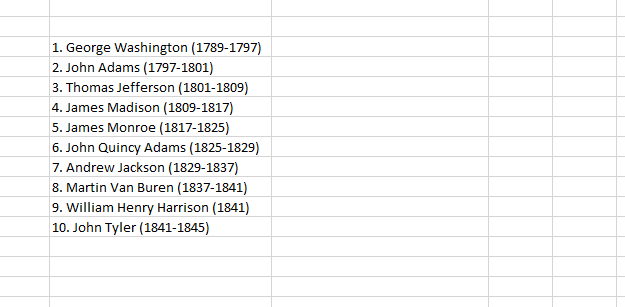 1. George Washington (1789-1797)
2. John Adams (1797-1801)
3. Thomas Jefferson (1801-1809)
4. James Madison (1809-1817)
5. James Monroe (1817-1825)
6. John Quincy Adams (1825-1829)
7. Andrew Jackson (1829-1837)
8. Martin Van Buren (1837-1841)
9. William Henry Harrison (1841)
10. John Tyler (1841-1845)